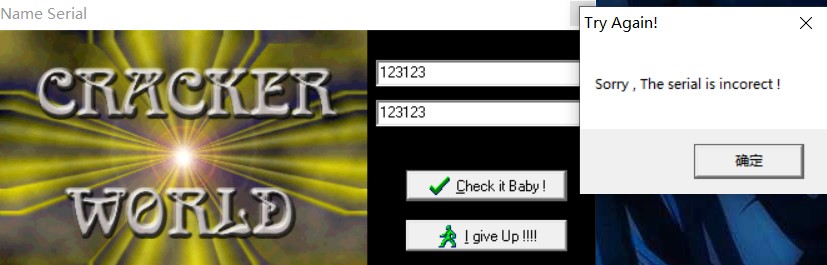 Name Serial
CRACKER
WORLD
123123
123123
Check it Baby !
I give Up !!!!
Try Again!
Sorry , The serial is incorect !
确定